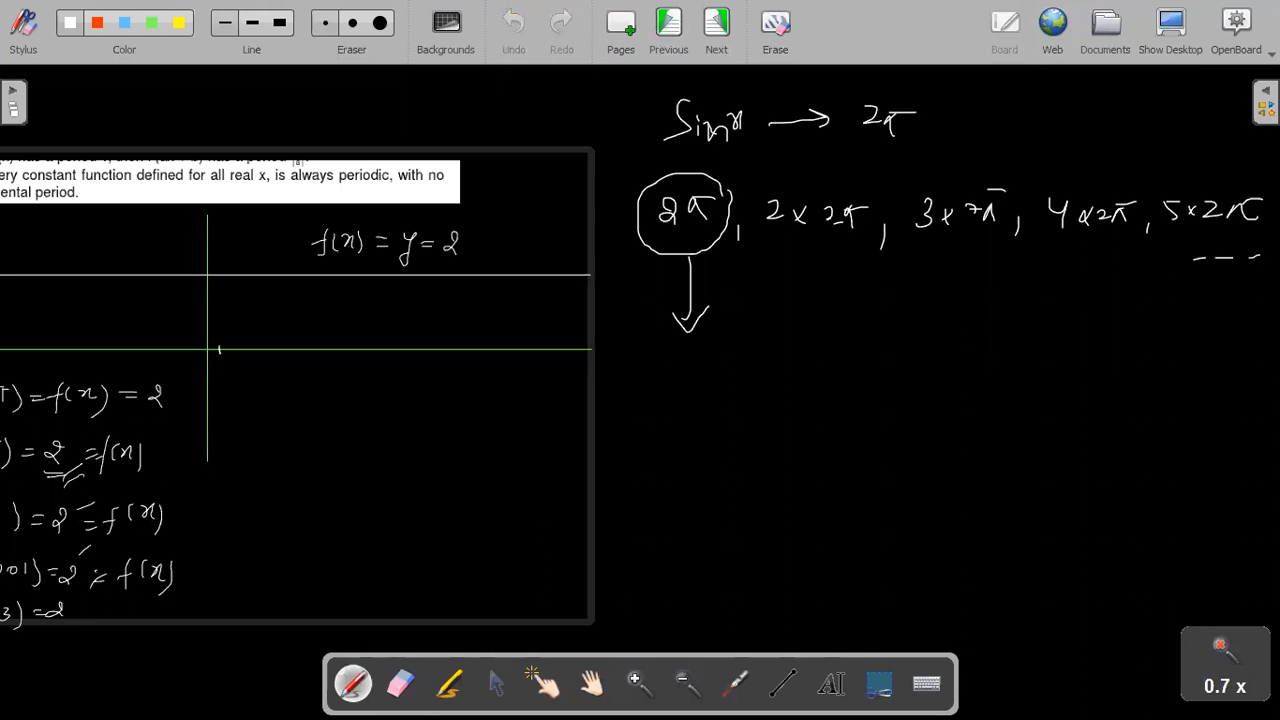 Stylus Color Line Eraser Backgrounds Undo Redo Pages Previous Next Erase Board Web Documents Show Desktop OpenBoard
Sin x → 2π
very constant function defined for all real x, is always periodic, with no
ental period.
f(x) = y = 2
2π, 2 × 2π, 3 × 2π, 4 × 2π, 5 × 2π
- - -
) = f(x) = 2
) = 2 = f(x)
) = 2 = f(x)
001) = 2 = f(x)
3) = 2
0.7 x